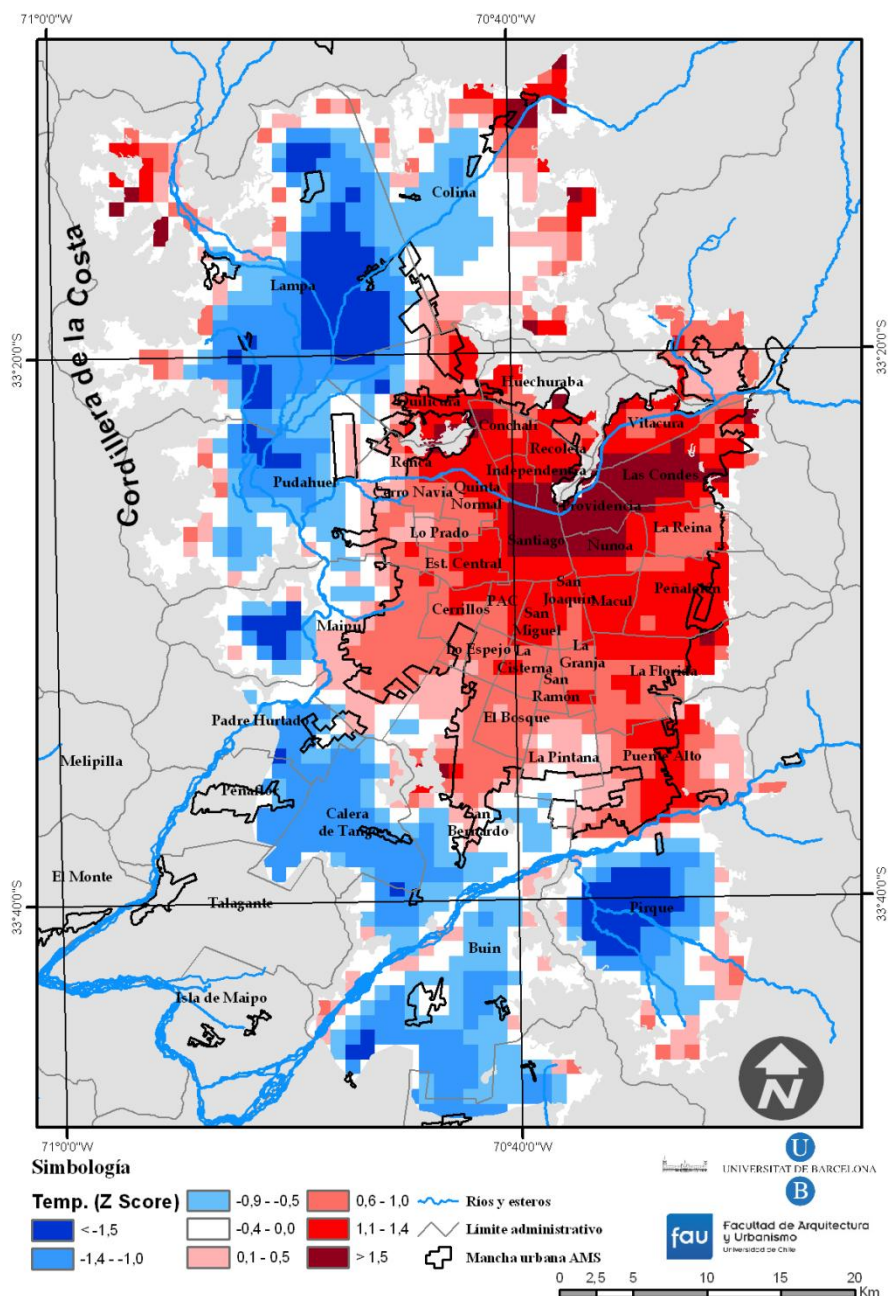 71°0'0"W
70°40'0"W
33°20'0"S
33°20'0"S
33°40'0"S
33°40'0"S
Cordillera de la Costa
Colina
Lampa
Huechuraba
Quilicura
Conchalí
Vitacura
Recoleta
Renca
Independencia
Las Condes
Pudahuel
Cerro Navia
Quinta
Normal
Providencia
Lo Prado
Santiago
Ñuñoa
La Reina
Est. Central
San
Joaquín
Macul
Peñalolén
Cerrillos
PAC
San
Miguel
Maipú
Lo Espejo
La
Cisterna
La
Granja
San
Ramón
La Florida
Padre Hurtado
El Bosque
Melipilla
La Pintana
Puente Alto
Peñaflor
Calera
de Tango
San
Bernardo
El Monte
Talagante
Pirque
Buin
Isla de Maipo
N
71°0'0"W
70°40'0"W
Simbología
Temp. (Z Score)
< -1,5
-1,4 - -1,0
-0,9 - -0,5
-0,4 - 0,0
0,1 - 0,5
0,6 - 1,0
1,1 - 1,4
> 1,5
Ríos y esteros
Límite administrativo
Mancha urbana AMS
U
UNIVERSITAT DE BARCELONA
B
fau
Facultad de Arquitectura
y Urbanismo
Universidad de Chile
0 2,5 5 10 15 20
Km